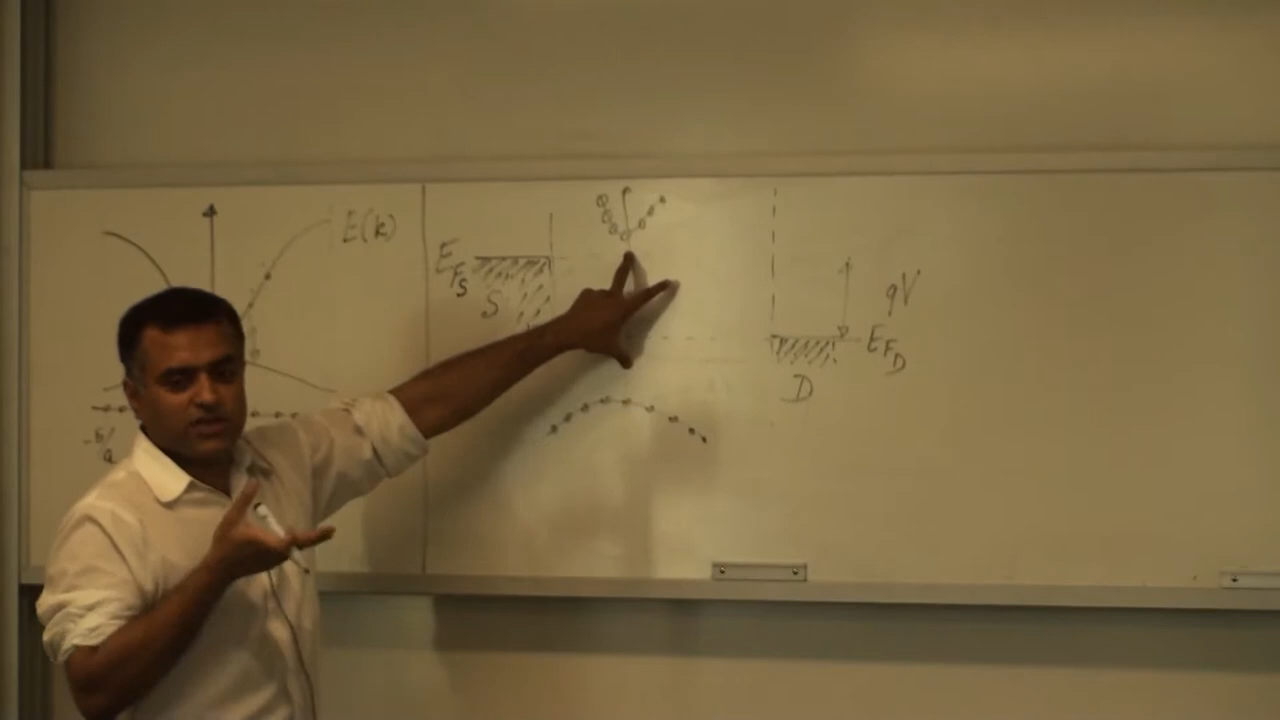 E(k)
-π/a
E_FS
S
qV
E_FD
D